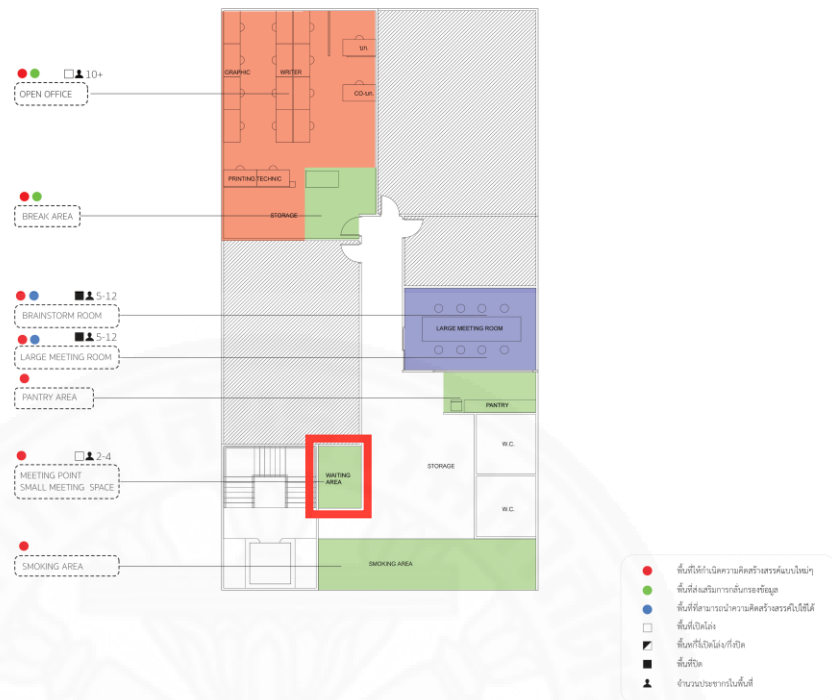 10+
OPEN OFFICE
BREAK AREA
5-12
BRAINSTORM ROOM
5-12
LARGE MEETING ROOM
PANTRY AREA
2-4
MEETING POINT
SMALL MEETING SPACE
SMOKING AREA
GRAPHIC
WRITER
บก.
CO-บก.
PRINTING TECHNIC
STORAGE
LARGE MEETING ROOM
PANTRY
W.C.
STORAGE
WAITING
AREA
W.C.
SMOKING AREA
พื้นที่ให้กำเนิดความคิดสร้างสรรค์แบบใหม่ๆ
พื้นที่ส่งเสริมการกลั่นกรองข้อมูล
พื้นที่ที่สามารถนำความคิดสร้างสรรค์ไปใช้ได้
พื้นที่เปิดโล่ง
พื้นที่กึ่งเปิดโล่ง/กึ่งปิด
พื้นที่ปิด
จำนวนประชากรในพื้นที่